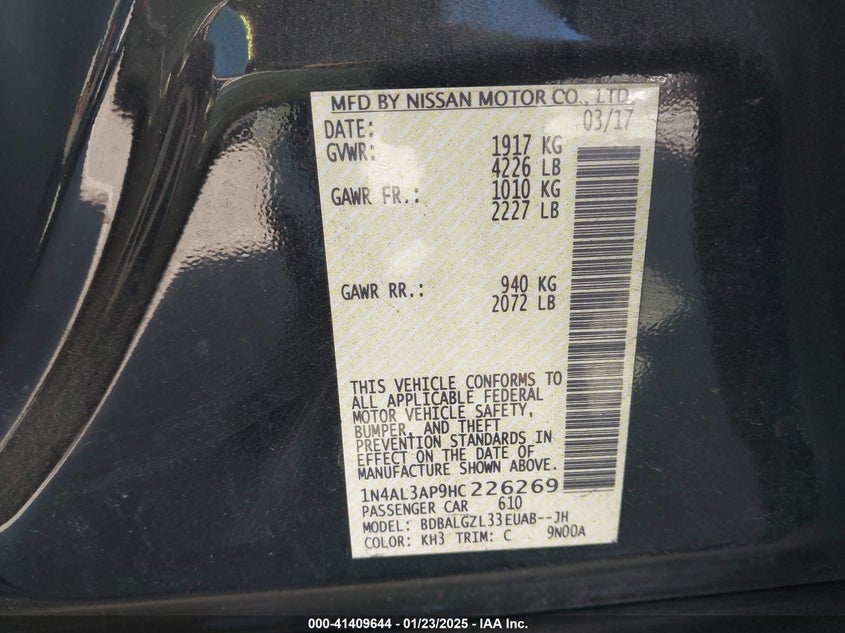 MFD BY NISSAN MOTOR CO., LTD.
DATE: 03/17
GVWR: 1917 KG
4226 LB
GAWR FR.: 1010 KG
2227 LB
GAWR RR.: 940 KG
2072 LB
THIS VEHICLE CONFORMS TO
ALL APPLICABLE FEDERAL
MOTOR VEHICLE SAFETY,
BUMPER, AND THEFT
PREVENTION STANDARDS IN
EFFECT ON THE DATE OF
MANUFACTURE SHOWN ABOVE.
1N4AL3AP9HC226269
PASSENGER CAR 610
MODEL: BDBALGZL33EUAB--JH
COLOR: KH3 TRIM: C 9N00A
000-41409644 / 01/23/2025 - © IAA Inc.